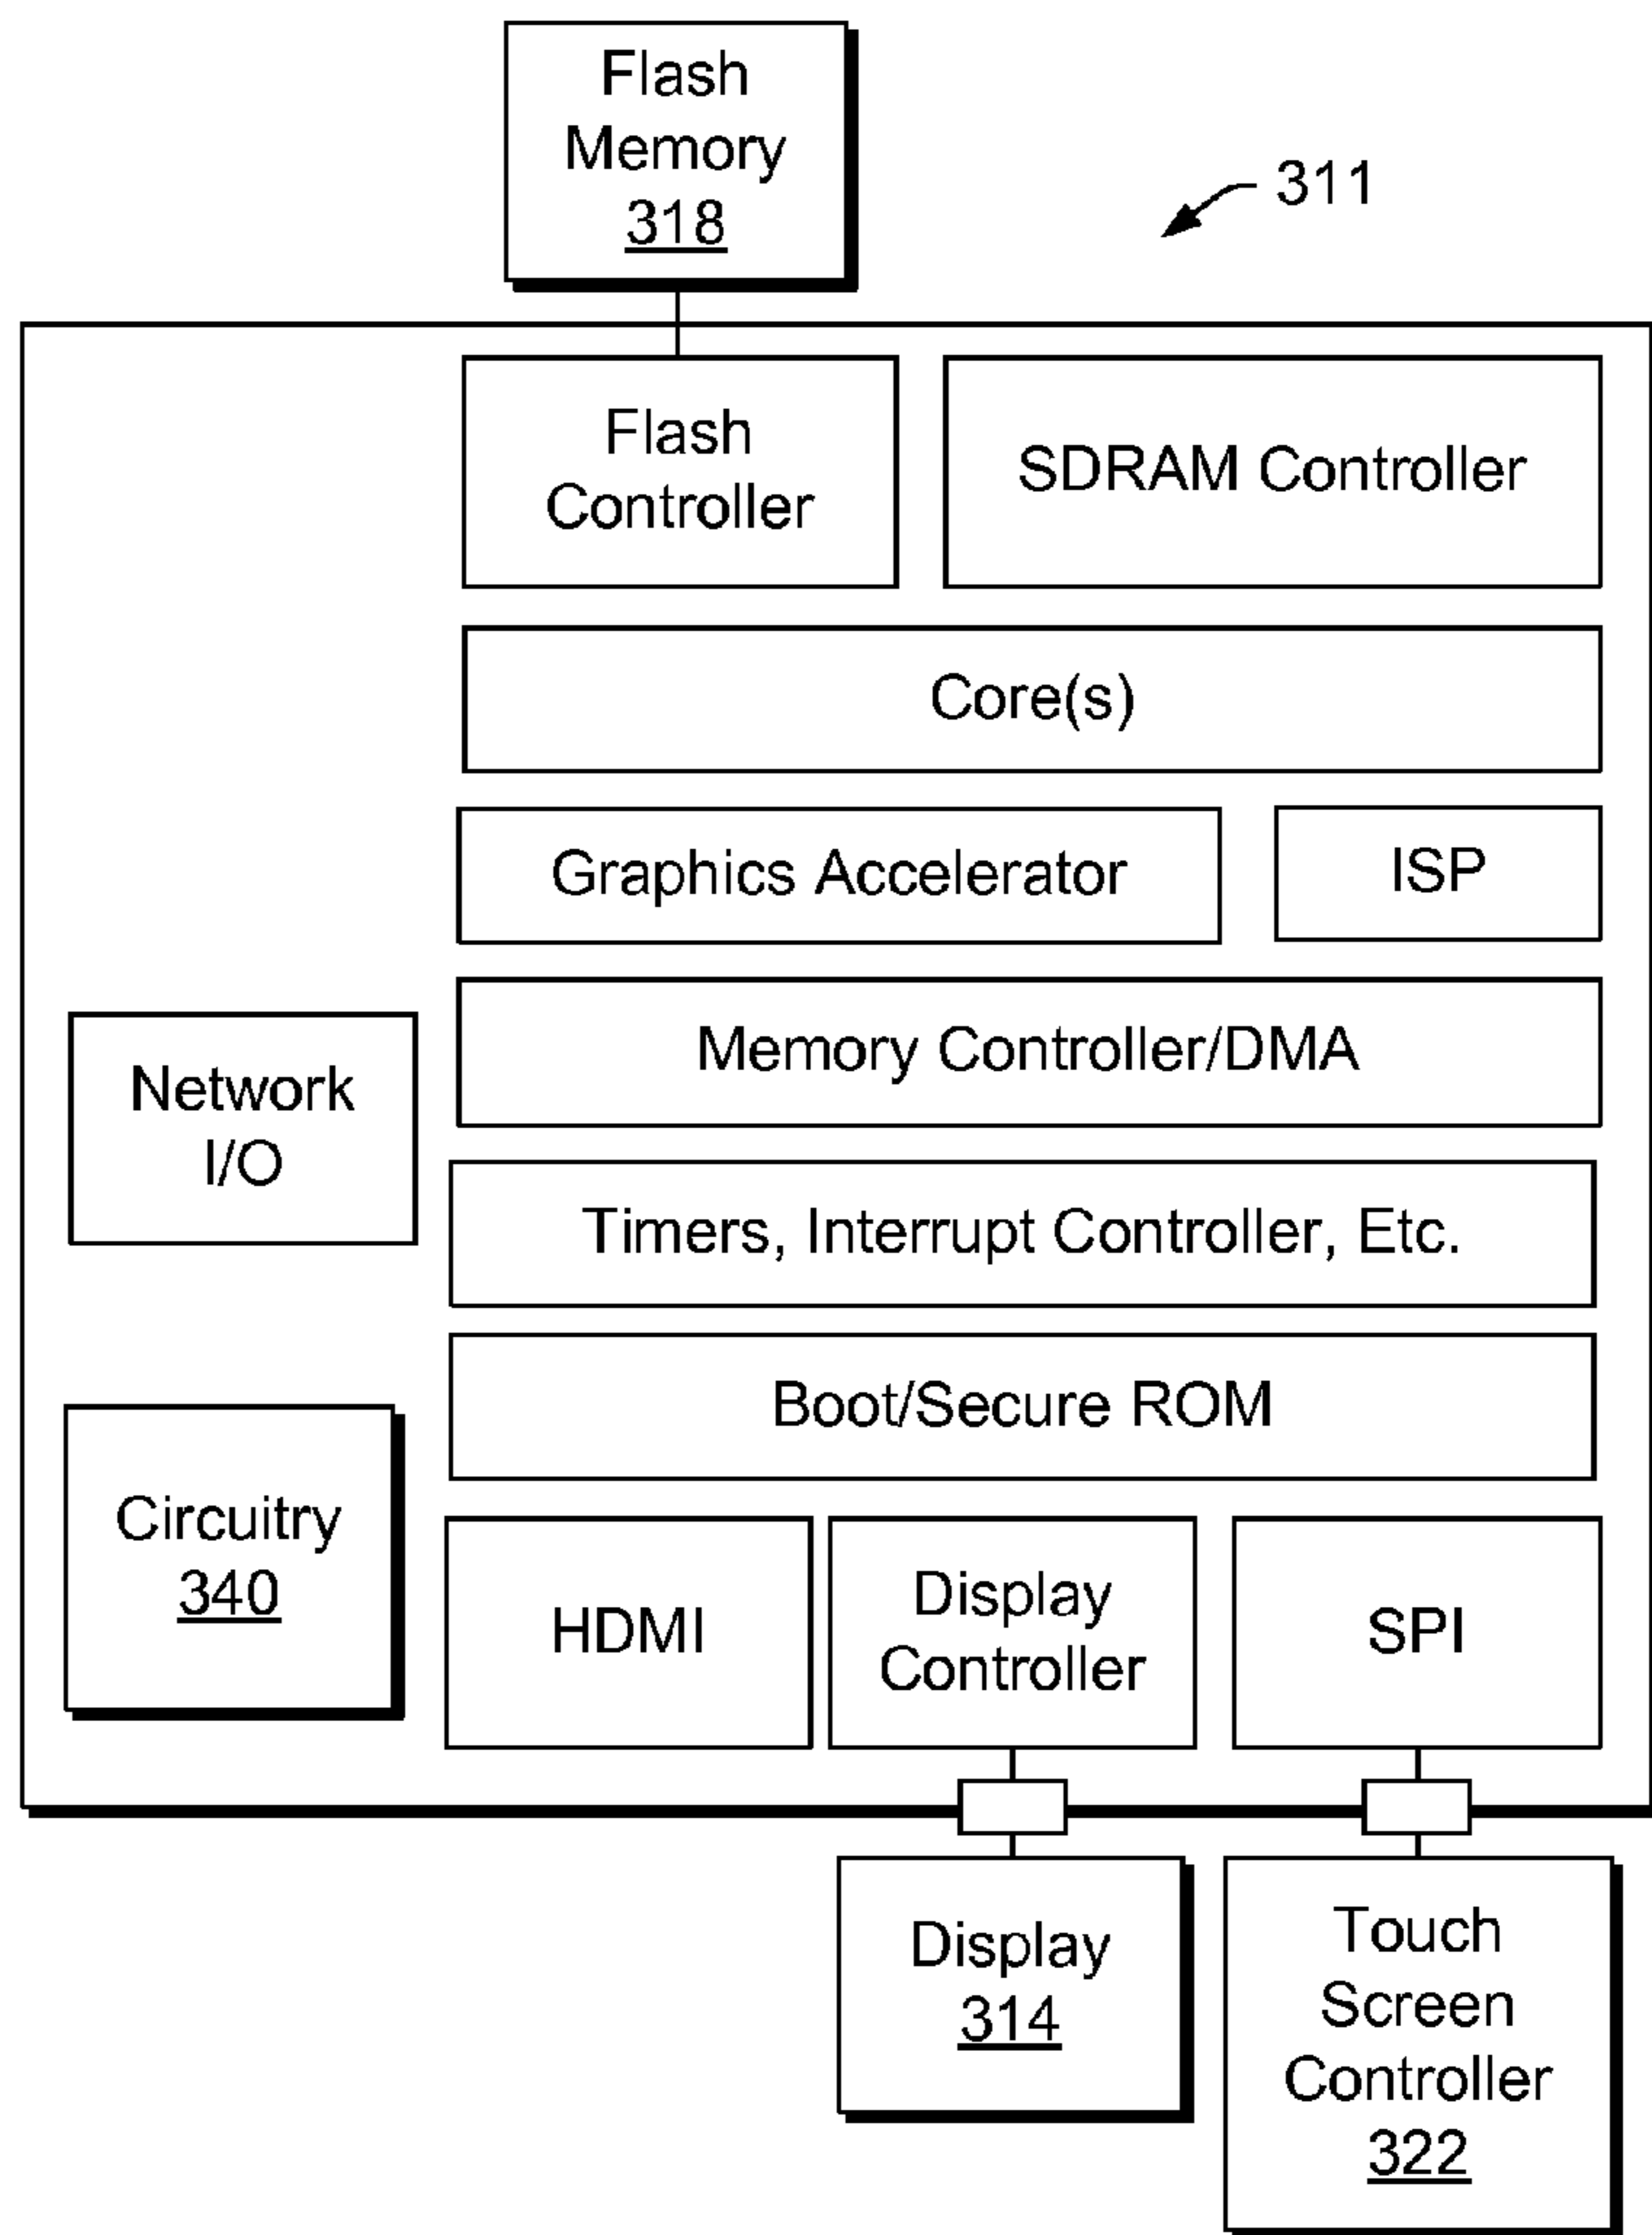 Flash
Memory
318
311
Flash
Controller
SDRAM Controller
Core(s)
Graphics Accelerator
ISP
Memory Controller/DMA
Network
I/O
Timers, Interrupt Controller, Etc.
Boot/Secure ROM
Circuitry
340
HDMI
Display
Controller
SPI
Display
314
Touch
Screen
Controller
322